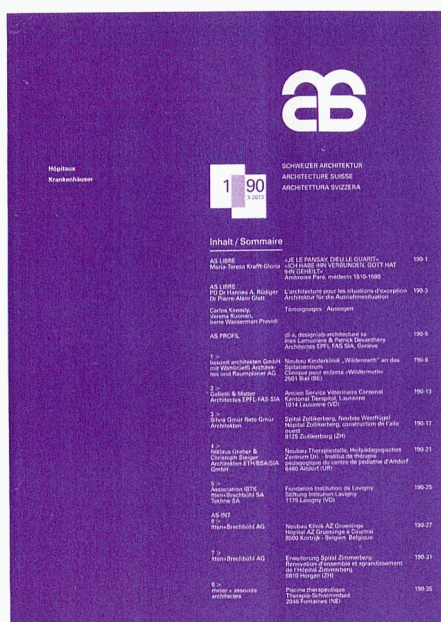 as
Hôpitaux
Krankenhäuser
SCHWEIZER ARCHITEKTUR
ARCHITECTURE SUISSE
ARCHITETTURA SVIZZERA
1 90
3-2013
Inhalt / Sommaire
AS LIBRE
Maria-Teresa Krafft-Gloria
«JE LE PANSAY, DIEU LE GUARIT»
«ICH HABE IHN VERBUNDEN, GOTT HAT
IHN GEHEILT»
Ambroise Paré, médecin 1510-1590
190-1
AS LIBRE
PD Dr Hannes A. Rüdiger
Dr Pierre-Alain Glatt
L'architecture pour les situations d'exception
Architektur für die Ausnahmesituation
190-3
Carlos Kenedy,
Verena Kuonen,
Irene Wasserman Previdi
Témoignages Aussagen
AS PROFIL
dl-a, designlab-architecture sa
Inès Lamunière & Patrick Devanthéry
Architectes EPFL FAS SIA, Genève
190-5
1 >
bauzeit architekten GmbH
mit Wahlirüefli Architek-
ten und Raumplaner AG
Neubau Kinderklinik „Wildermeth“ an das
Spitalzentrum
Clinique pour enfants «Wildermeth»
2501 Biel (BE)
190-9
2 >
Galletti & Matter
Architectes EPFL-FAS-SIA
Ancien Service Vétérinaire Cantonal
Kantonal Tierspital, Lausanne
1014 Lausanne (VD)
190-13
3 >
Silvia Gmür Reto Gmür
Architekten
Spital Zollikerberg, Neubau Westflügel
Hôpital Zollikerberg, construction de l'aile
ouest
8125 Zollikerberg (ZH)
190-17
4 >
Niklaus Graber &
Christoph Steiger
Architekten ETH/BSA/SIA
GmbH
Neubau Therapiestelle, Heilpädagogisches
Zentrum Uri - Institut de thérapie
pédagogique du centre de pédiatrie d'Altdorf
6460 Altdorf (UR)
190-21
5 >
Association IBTK
Itten+Brechbühl SA
Tekhne SA
Fondation Institution de Lavigny
Stiftung Intitution Lavigny
1175 Lavigny (VD)
190-25
AS-INT
6 >
Itten+Brechbühl AG
Neubau Klinik AZ Groeninge
Hôpital AZ Groeninge à Courtrai
8500 Kortrijk - Belgien Belgique
190-27
7 >
Itten+Brechbühl AG
Erweiterung Spital Zimmerberg
Rénovation d'ensemble et agrandissement
de l'Hôpital Zimmerberg
8810 Horgen (ZH)
190-31
8 >
meier + associés
architectes
Piscine thérapeutique
Therapie-Schwimmbad
2046 Fontaines (NE)
190-35